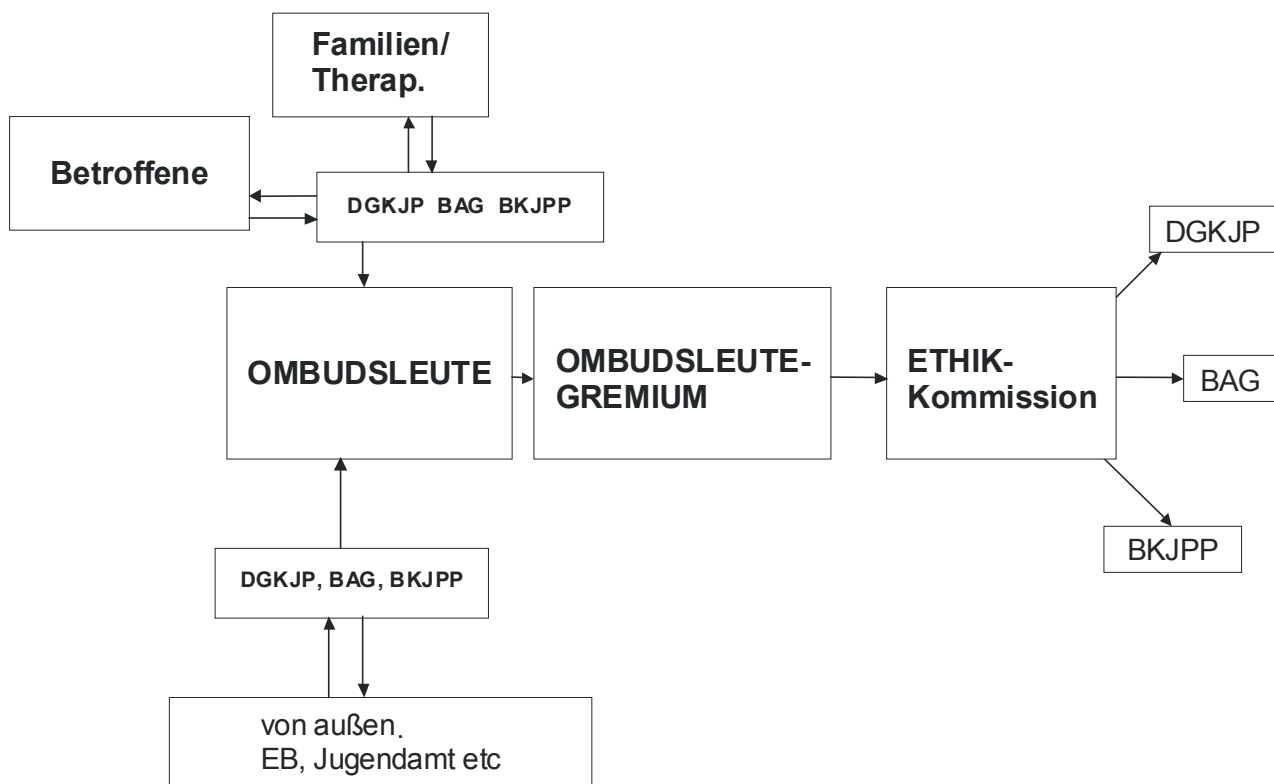 Familien/
Therap.
Betroffene
DGKJP BAG BKJPP
DGKJP
OMBUDSLEUTE
OMBUDSLEUTE-
GREMIUM
ETHIK-
Kommission
BAG
BKJPP
DGKJP, BAG, BKJPP
von außen.
EB, Jugendamt etc